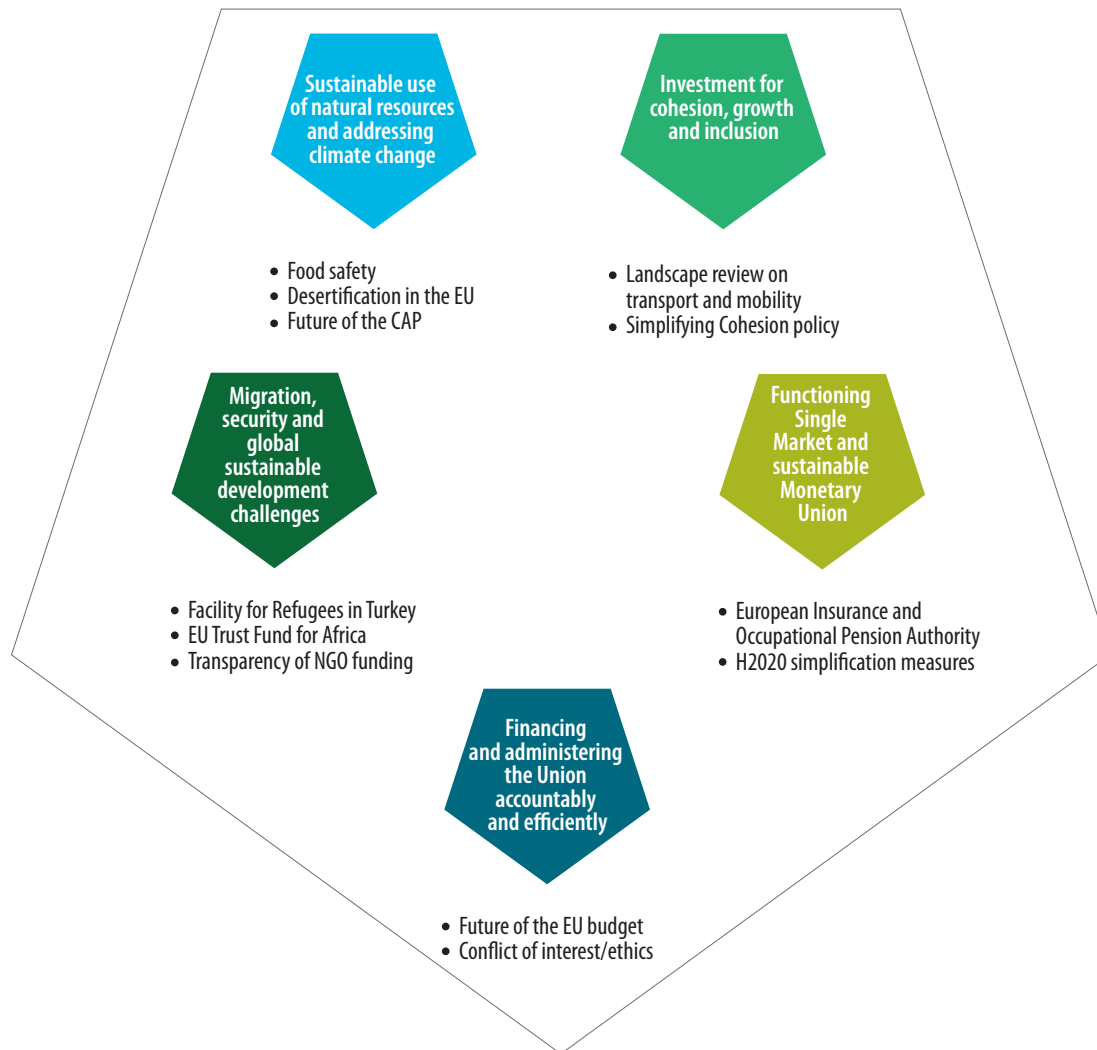 Sustainable use
of natural resources
and addressing
climate change
• Food safety
• Desertification in the EU
• Future of the CAP
Investment for
cohesion, growth
and inclusion
• Landscape review on
transport and mobility
• Simplifying Cohesion policy
Migration,
security and
global
sustainable
development
challenges
• Facility for Refugees in Turkey
• EU Trust Fund for Africa
• Transparency of NGO funding
Functioning
Single
Market and
sustainable
Monetary
Union
• European Insurance and
Occupational Pension Authority
• H2020 simplification measures
Financing
and administering
the Union
accountably
and efficiently
• Future of the EU budget
• Conflict of interest/ethics